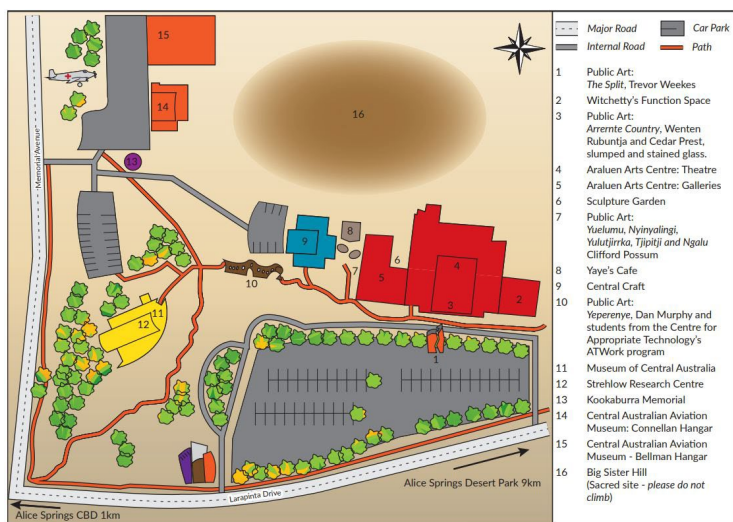 Major Road
Car Park
Internal Road
Path
1 Public Art:
The Split, Trevor Weekes
2 Witchetty's Function Space
3 Public Art:
Arrernte Country, Wenten
Rubuntja and Cedar Prest,
slumped and stained glass.
4 Araluen Arts Centre: Theatre
5 Araluen Arts Centre: Galleries
6 Sculpture Garden
7 Public Art:
Yuelumu, Nyinyalingi,
Yulutjirrka, Tjipitji and Ngalu
Clifford Possum
8 Yaye's Cafe
9 Central Craft
10 Public Art:
Yeperenye, Dan Murphy and
students from the Centre for
Appropriate Technology's
ATWork program
11 Museum of Central Australia
12 Strehlow Research Centre
13 Kookaburra Memorial
14 Central Australian Aviation
Museum: Connellan Hangar
15 Central Australian Aviation
Museum - Bellman Hangar
16 Big Sister Hill
(Sacred site - please do not
climb)
15
14
16
13
Memorial Avenue
9
8
6
7
5
4
3
2
10
11
12
1
Larapinta Drive
Alice Springs Desert Park 9km
Alice Springs CBD 1km